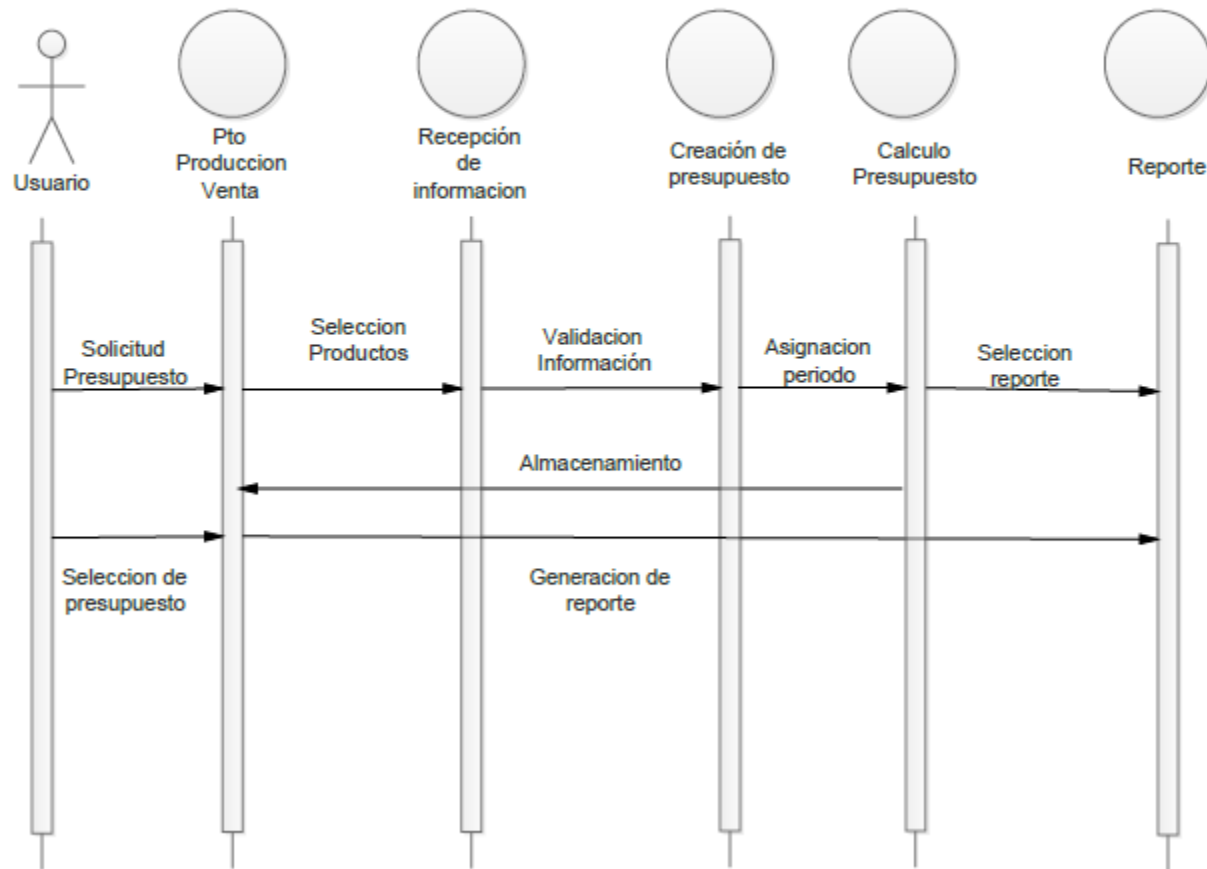 Usuario
Pto
Produccion
Venta
Recepción
de
informacion
Creación de
presupuesto
Calculo
Presupuesto
Reporte
Solicitud
Presupuesto
Seleccion
Productos
Validacion
Información
Asignacion
periodo
Seleccion
reporte
Almacenamiento
Seleccion de
presupuesto
Generacion de
reporte